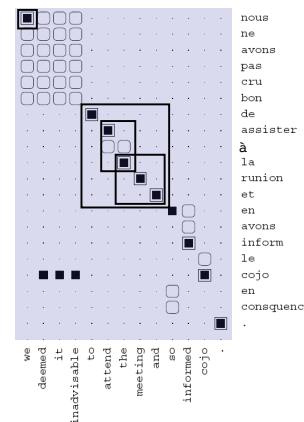 nous
ne
avons
pas
cru
bon
de
assister
à
la
runion
et
en
avons
inform
le
cojo
en
consquence
.
we
deemed
it
inadvisable
to
attend
the
meeting
and
so
informed
cojo
.